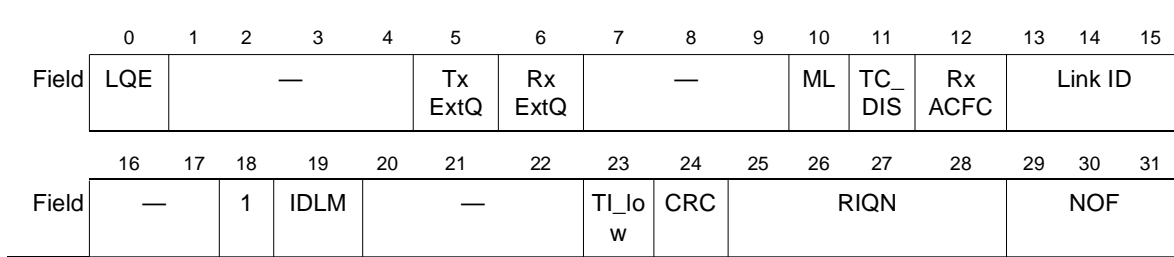 0 1 2 3 4 5 6 7 8 9 10 11 12 13 14 15
Field LQE — Tx Rx — ML TC_ Rx Link ID
ExtQ ExtQ DIS ACFC
16 17 18 19 20 21 22 23 24 25 26 27 28 29 30 31
Field — 1 IDLM — TI_lo CRC RIQN NOF
w